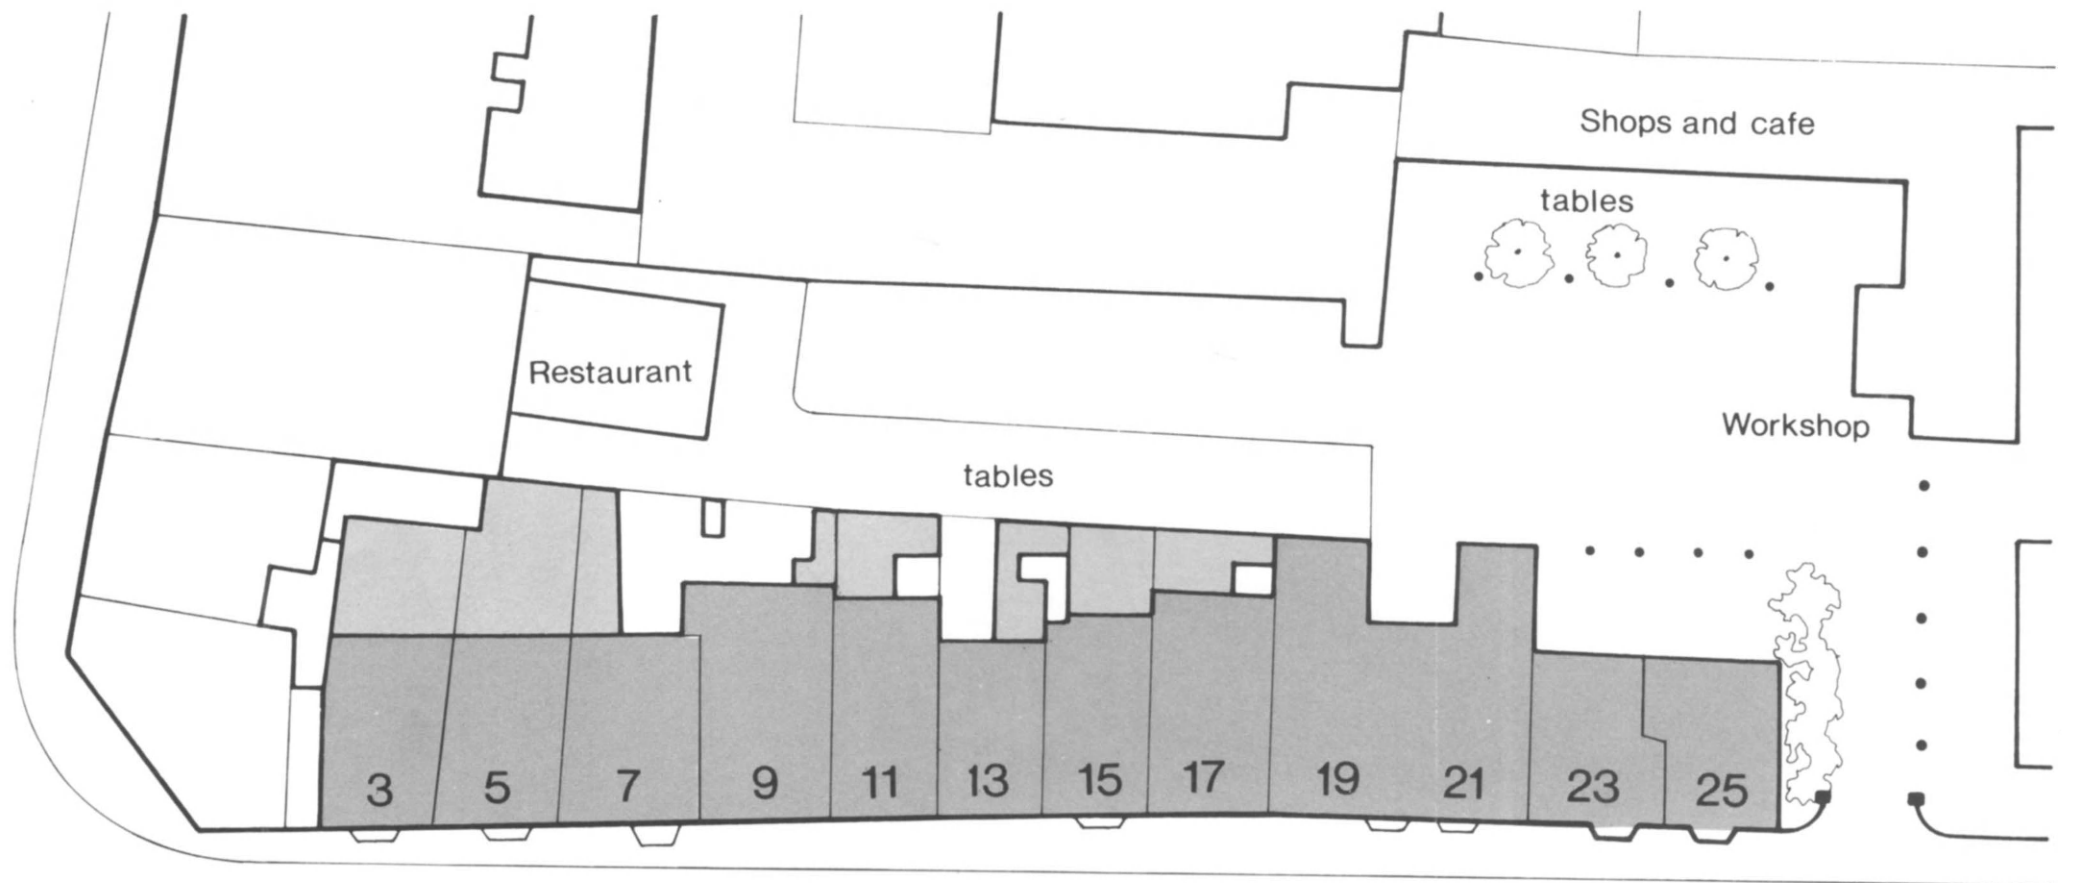 Shops and cafe
tables
Restaurant
Workshop
tables
3 5 7 9 11 13 15 17 19 21 23 25